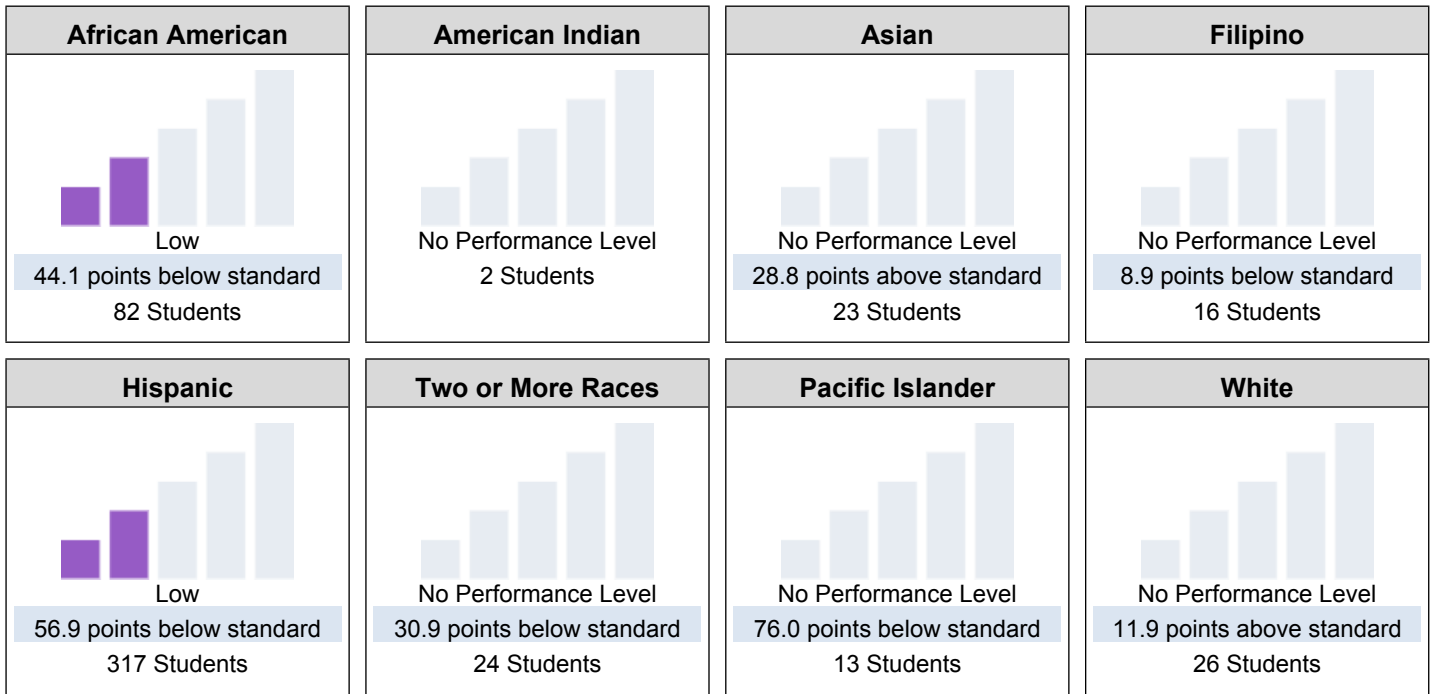 African American
Low
44.1 points below standard
82 Students
American Indian
No Performance Level
2 Students
Asian
No Performance Level
28.8 points above standard
23 Students
Filipino
No Performance Level
8.9 points below standard
16 Students
Hispanic
Low
56.9 points below standard
317 Students
Two or More Races
No Performance Level
30.9 points below standard
24 Students
Pacific Islander
No Performance Level
76.0 points below standard
13 Students
White
No Performance Level
11.9 points above standard
26 Students